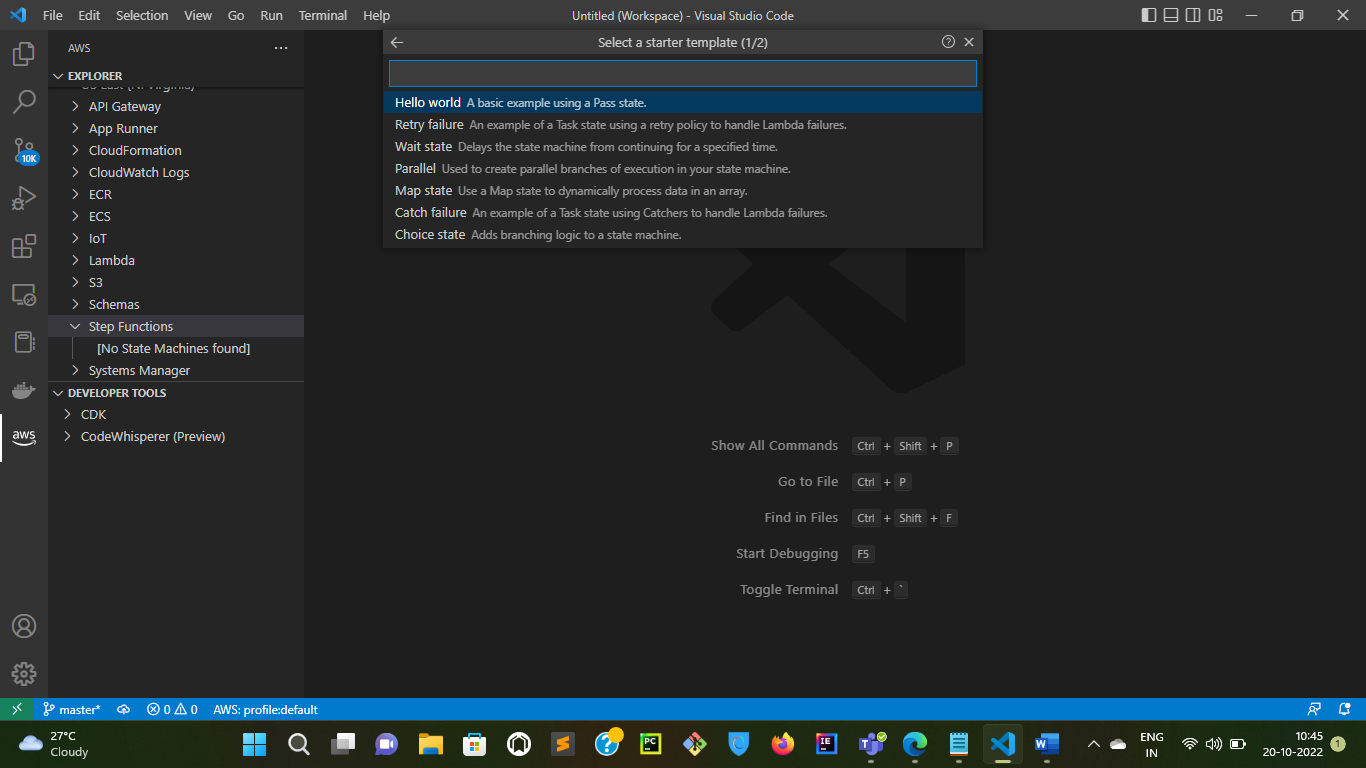 File Edit Selection View Go Run Terminal Help
Untitled (Workspace) - Visual Studio Code
AWS
Select a starter template (1/2)
EXPLORER
US East (N. Virginia)
API Gateway
App Runner
CloudFormation
CloudWatch Logs
ECR
ECS
IoT
Lambda
S3
Schemas
Step Functions
[No State Machines found]
Systems Manager
DEVELOPER TOOLS
CDK
CodeWhisperer (Preview)
10K
aws
Hello world A basic example using a Pass state.
Retry failure An example of a Task state using a retry policy to handle Lambda failures.
Wait state Delays the state machine from continuing for a specified time.
Parallel Used to create parallel branches of execution in your state machine.
Map state Use a Map state to dynamically process data in an array.
Catch failure An example of a Task state using Catchers to handle Lambda failures.
Choice state Adds branching logic to a state machine.
Show All Commands Ctrl + Shift + P
Go to File Ctrl + P
Find in Files Ctrl + Shift + F
Start Debugging F5
Toggle Terminal Ctrl + `
master* 0 0 AWS: profile:default
27°C
Cloudy
PC
IE
ENG
IN
10:45
20-10-2022
1